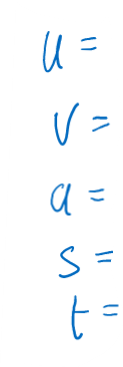 u =
v =
a =
s =
t =